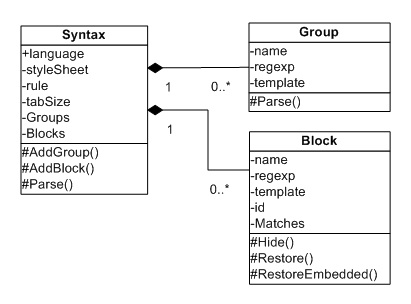 Syntax
+language
-styleSheet
-rule
-tabSize
-Groups
-Blocks
#AddGroup()
#AddBlock()
#Parse()
1
0..*
1
0..*
Group
-name
-regexp
-template
#Parse()
Block
-name
-regexp
-template
-id
-Matches
#Hide()
#Restore()
#RestoreEmbedded()